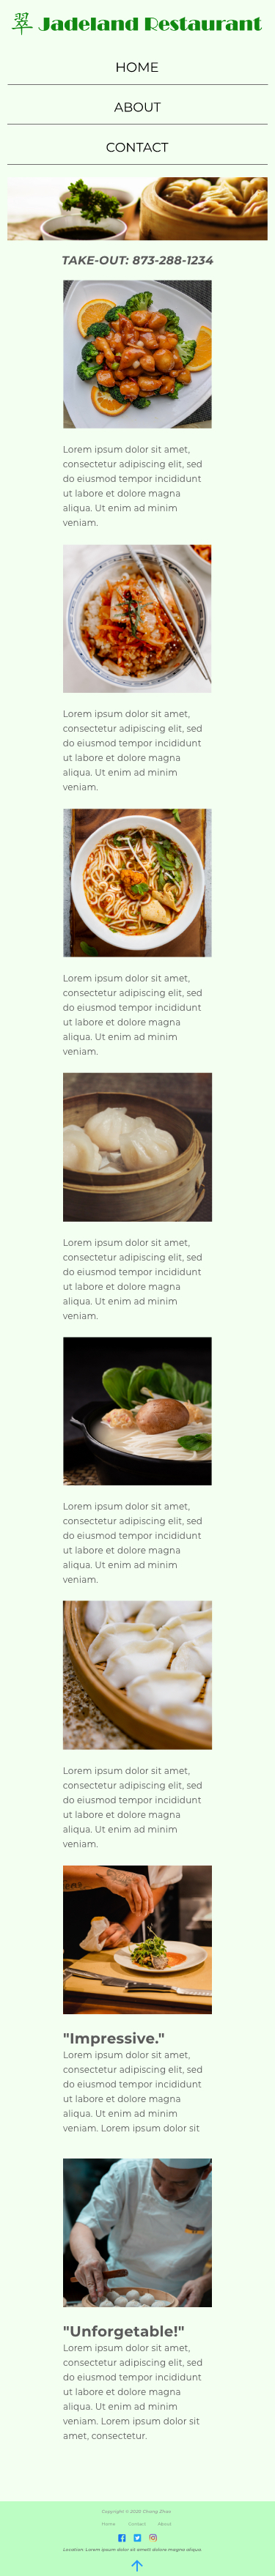 翠 Jadeland Restaurant
HOME
ABOUT
CONTACT
TAKE-OUT: 873-288-1234
Lorem ipsum dolor sit amet,
consectetur adipiscing elit, sed
do eiusmod tempor incididunt
ut labore et dolore magna
aliqua. Ut enim ad minim
veniam.
Lorem ipsum dolor sit amet,
consectetur adipiscing elit, sed
do eiusmod tempor incididunt
ut labore et dolore magna
aliqua. Ut enim ad minim
veniam.
Lorem ipsum dolor sit amet,
consectetur adipiscing elit, sed
do eiusmod tempor incididunt
ut labore et dolore magna
aliqua. Ut enim ad minim
veniam.
Lorem ipsum dolor sit amet,
consectetur adipiscing elit, sed
do eiusmod tempor incididunt
ut labore et dolore magna
aliqua. Ut enim ad minim
veniam.
Lorem ipsum dolor sit amet,
consectetur adipiscing elit, sed
do eiusmod tempor incididunt
ut labore et dolore magna
aliqua. Ut enim ad minim
veniam.
Lorem ipsum dolor sit amet,
consectetur adipiscing elit, sed
do eiusmod tempor incididunt
ut labore et dolore magna
aliqua. Ut enim ad minim
veniam.
"Impressive."
Lorem ipsum dolor sit amet,
consectetur adipiscing elit, sed
do eiusmod tempor incididunt
ut labore et dolore magna
aliqua. Ut enim ad minim
veniam. Lorem ipsum dolor sit
"Unforgetable!"
Lorem ipsum dolor sit amet,
consectetur adipiscing elit, sed
do eiusmod tempor incididunt
ut labore et dolore magna
aliqua. Ut enim ad minim
veniam. Lorem ipsum dolor sit
amet, consectetur.
Copyright © 2020 Chong Zhao
Home Contact About
Location: Lorem ipsum dolor sit amelit dolore magna aliqua